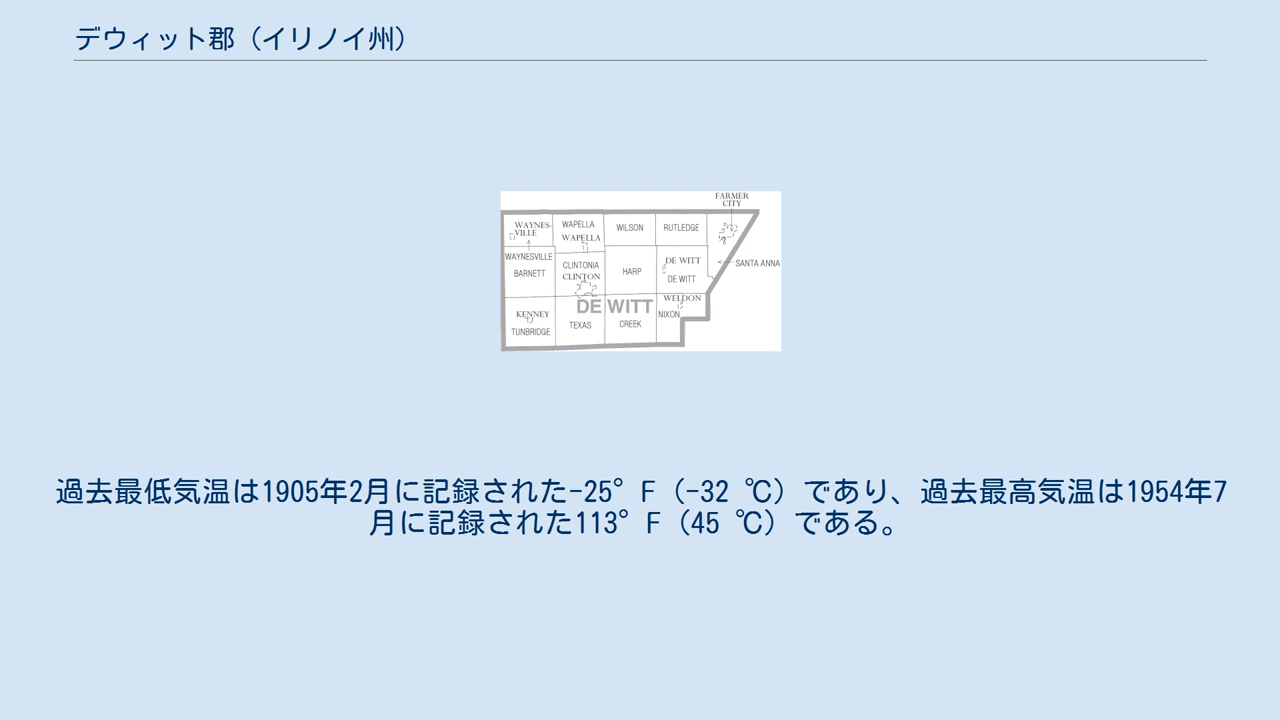 デウィット郡（イリノイ州）
FARMER
CITY
WAYNES-
VILLE
WAPELLA
WAPELLA
WILSON
RUTLEDGE
WAYNESVILLE
BARNETT
CLINTONIA
CLINTON
HARP
DE WITT
DE WITT
SANTA ANNA
KENNEY
TUNBRIDGE
DE WITT
TEXAS
CREEK
WELDON
NIXON
過去最低気温は1905年2月に記録された-25°F（-32 ℃）であり、過去最高気温は1954年7
月に記録された113°F（45 ℃）である。